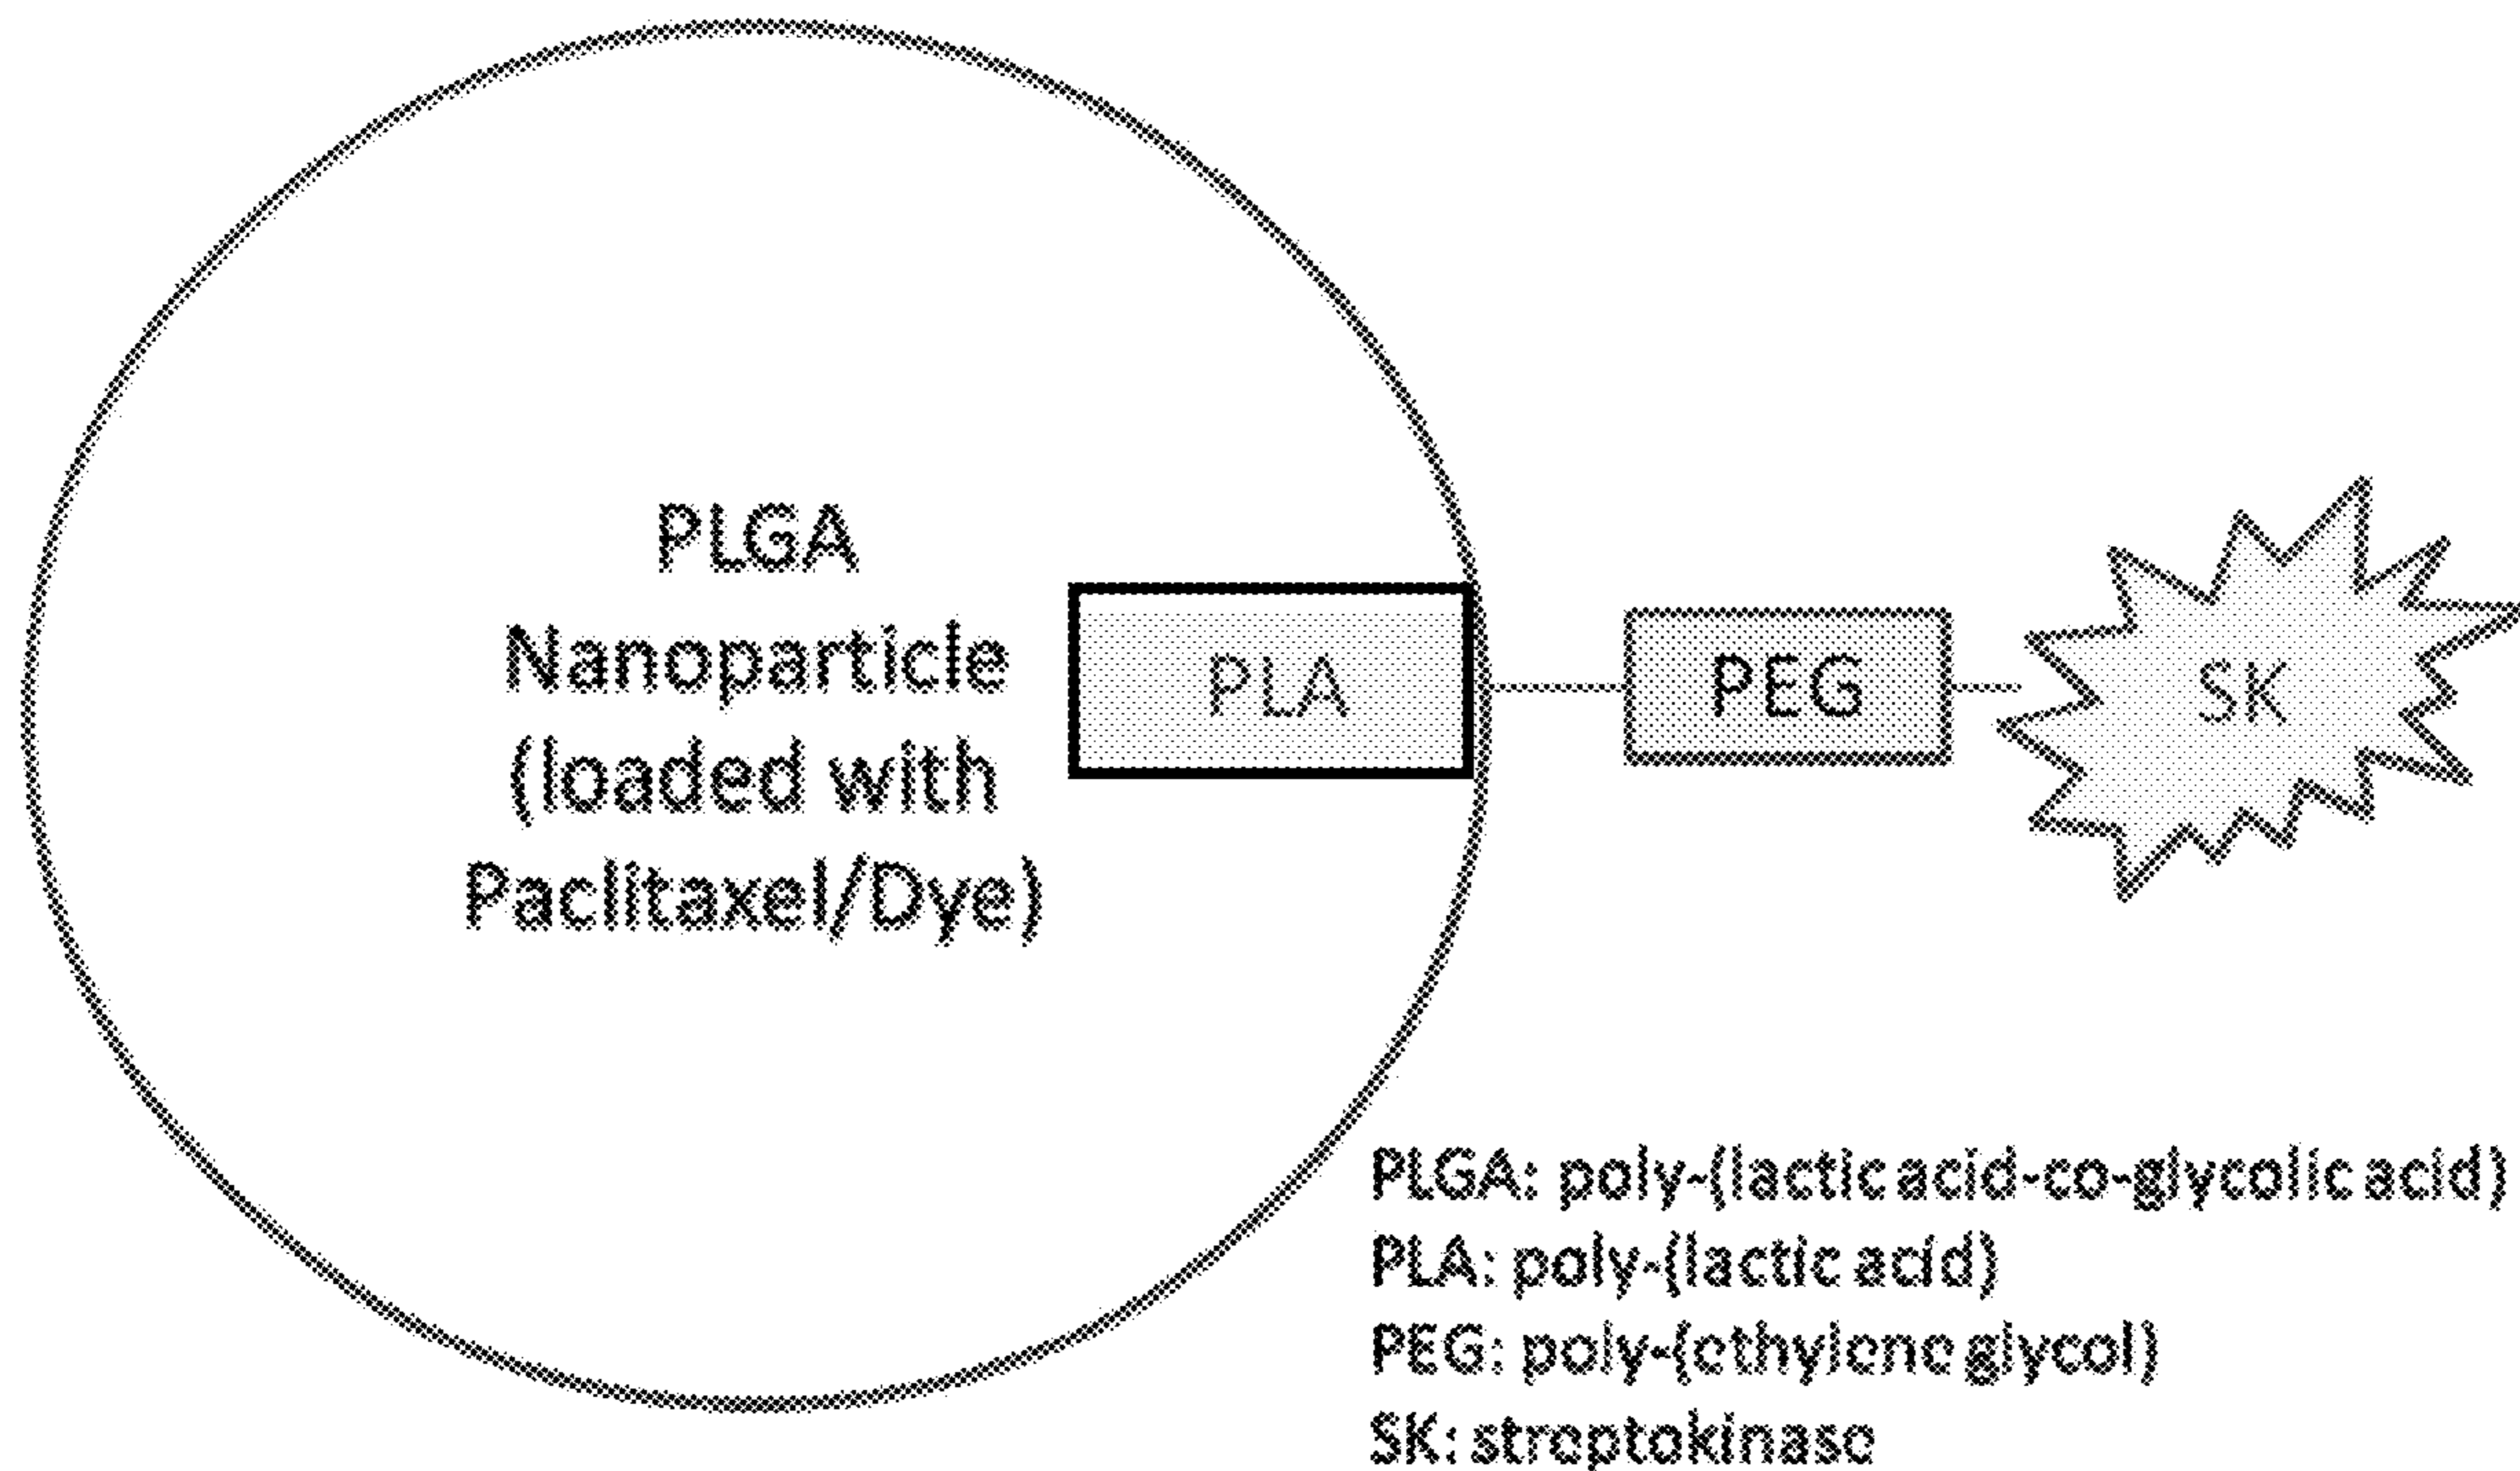 PLGA
Nanoparticle
(loaded with
Paclitaxel/Dye)
PLA
PEG
SK
PLGA: poly-(lactic acid-co-glycolic acid)
PLA: poly-(lactic acid)
PEG: poly-(ethylene glycol)
SK: streptokinase